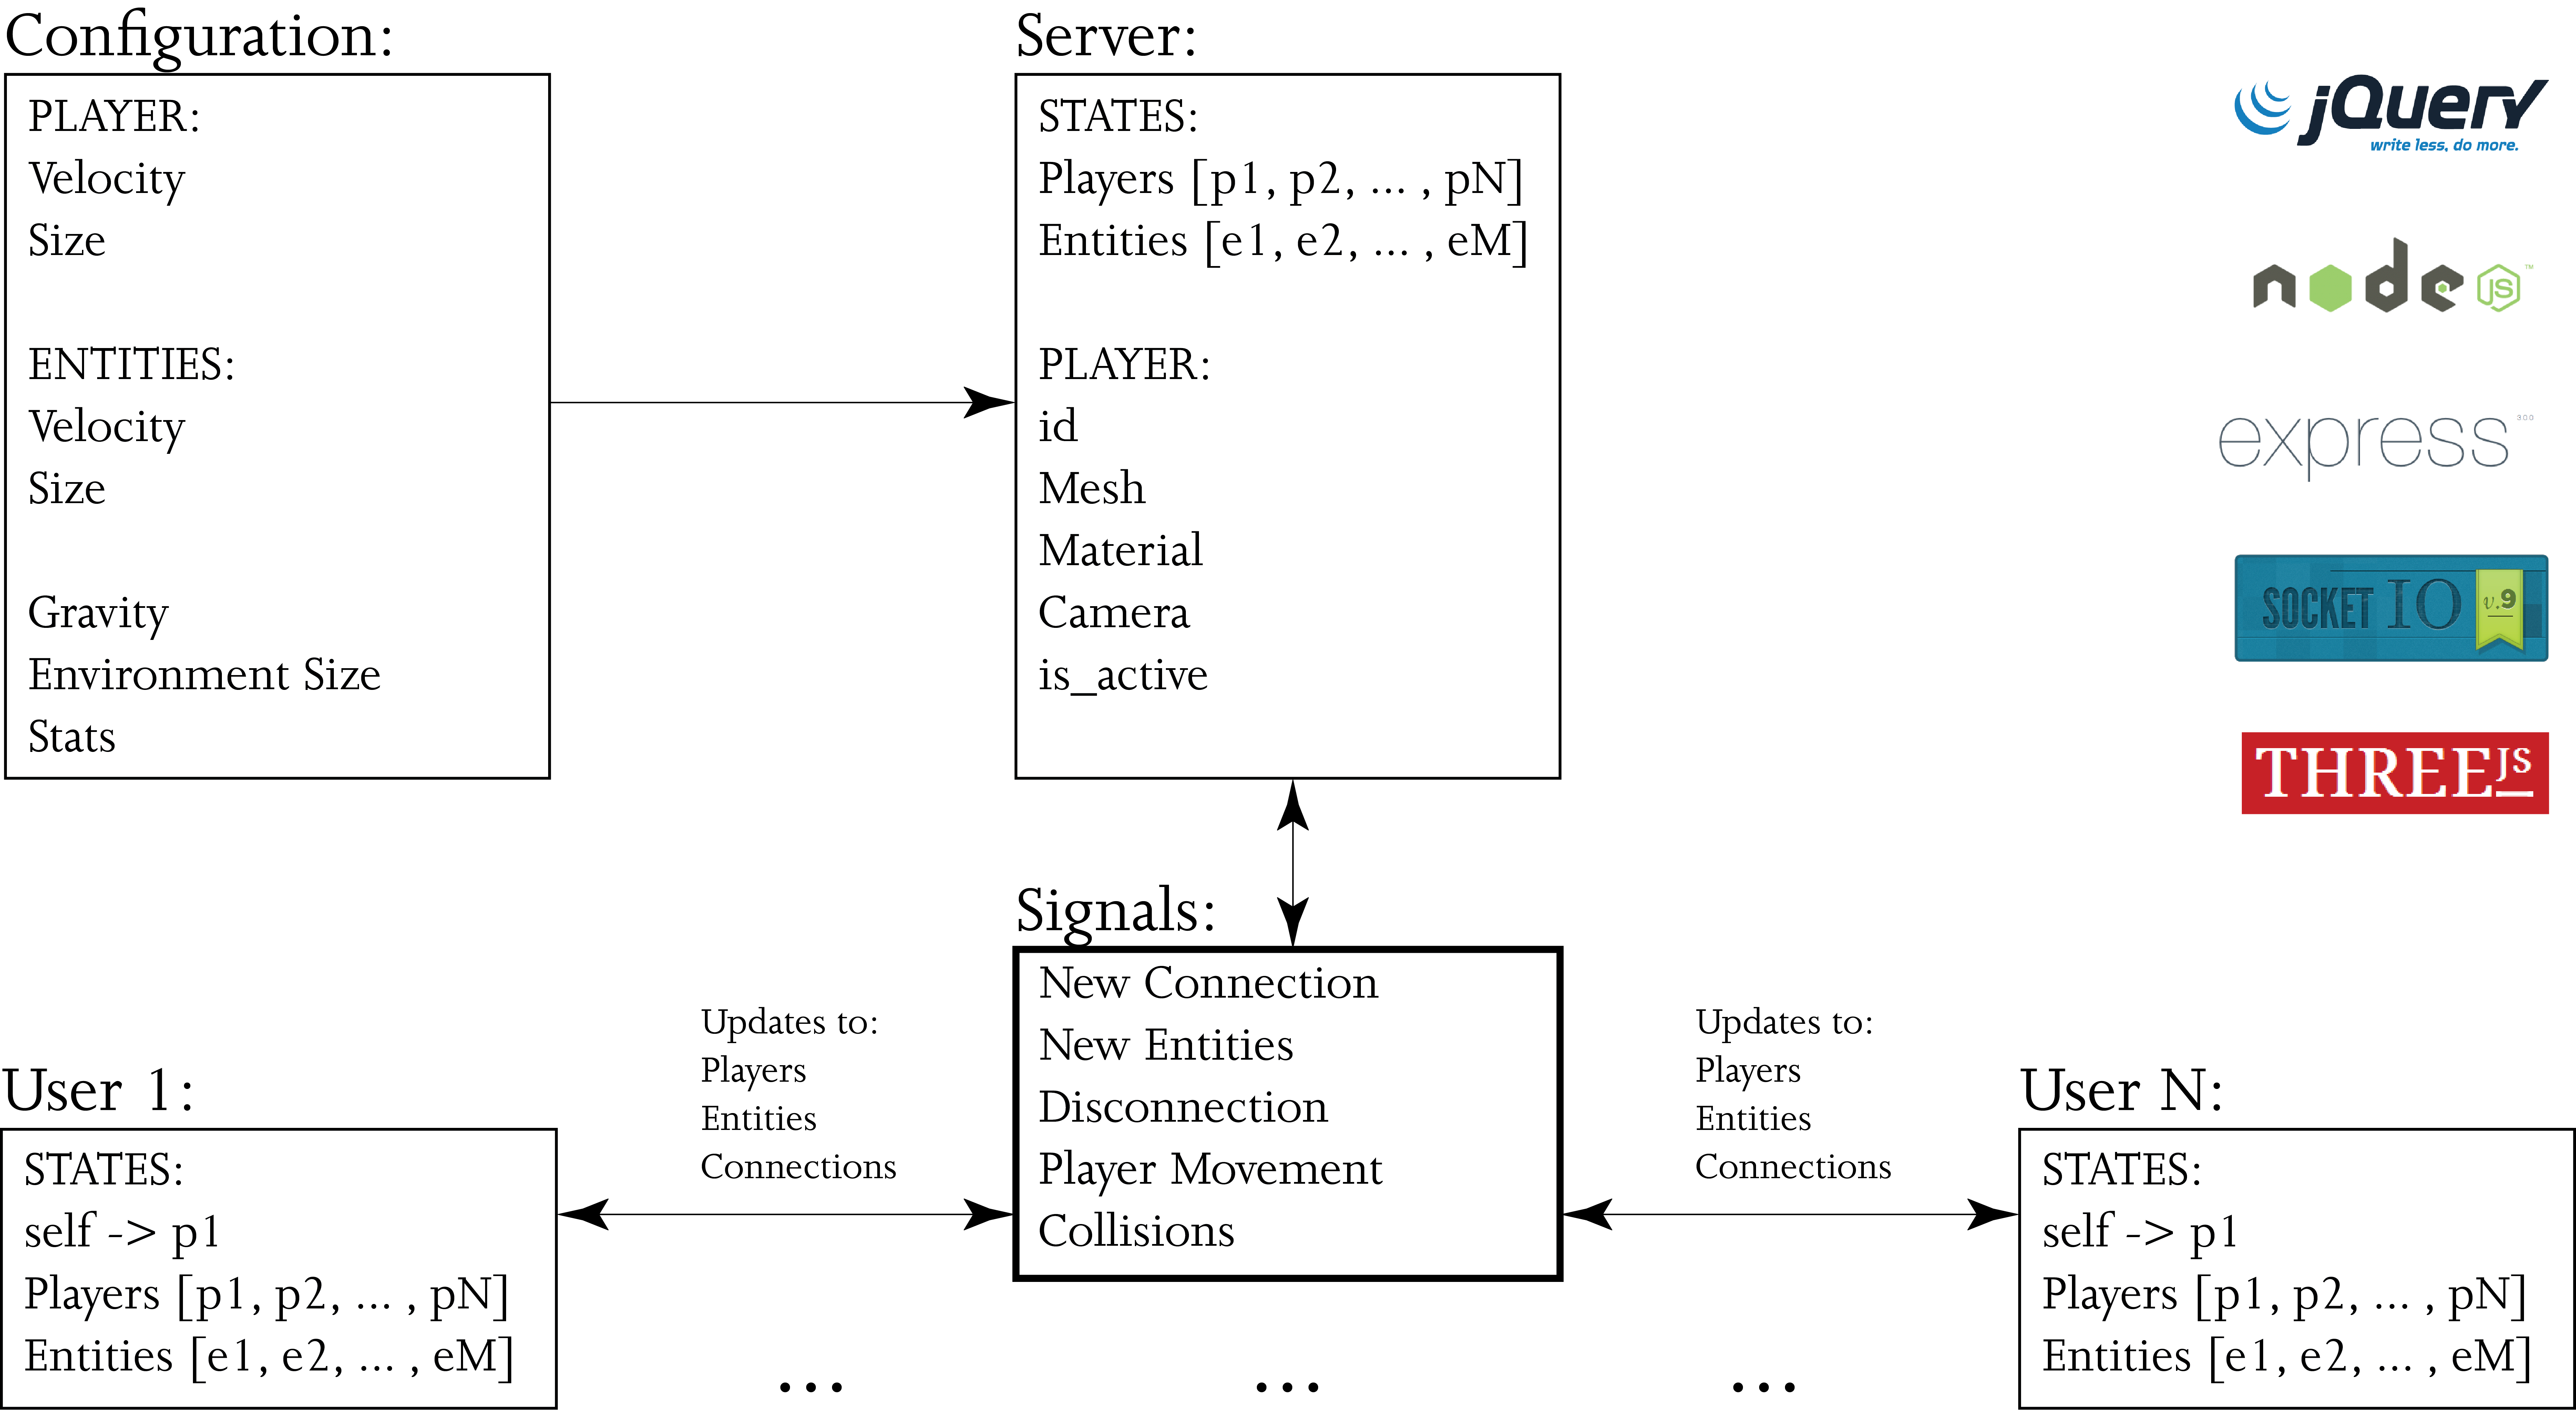 Configuration:
PLAYER:
Velocity
Size
ENTITIES:
Velocity
Size
Gravity
Environment Size
Stats
Server:
STATES:
Players [p1, p2, ... , pN]
Entities [e1, e2, ... , eM]
PLAYER:
id
Mesh
Material
Camera
is_active
jQuery
write less, do more.
node JS ™
express 300
SOCKET IO v.9
THREE JS
Signals:
New Connection
New Entities
Disconnection
Player Movement
Collisions
Updates to:
Players
Entities
Connections
Updates to:
Players
Entities
Connections
User 1:
STATES:
self -> p1
Players [p1, p2, ... , pN]
Entities [e1, e2, ... , eM]
User N:
STATES:
self -> p1
Players [p1, p2, ... , pN]
Entities [e1, e2, ... , eM]
... ... ...